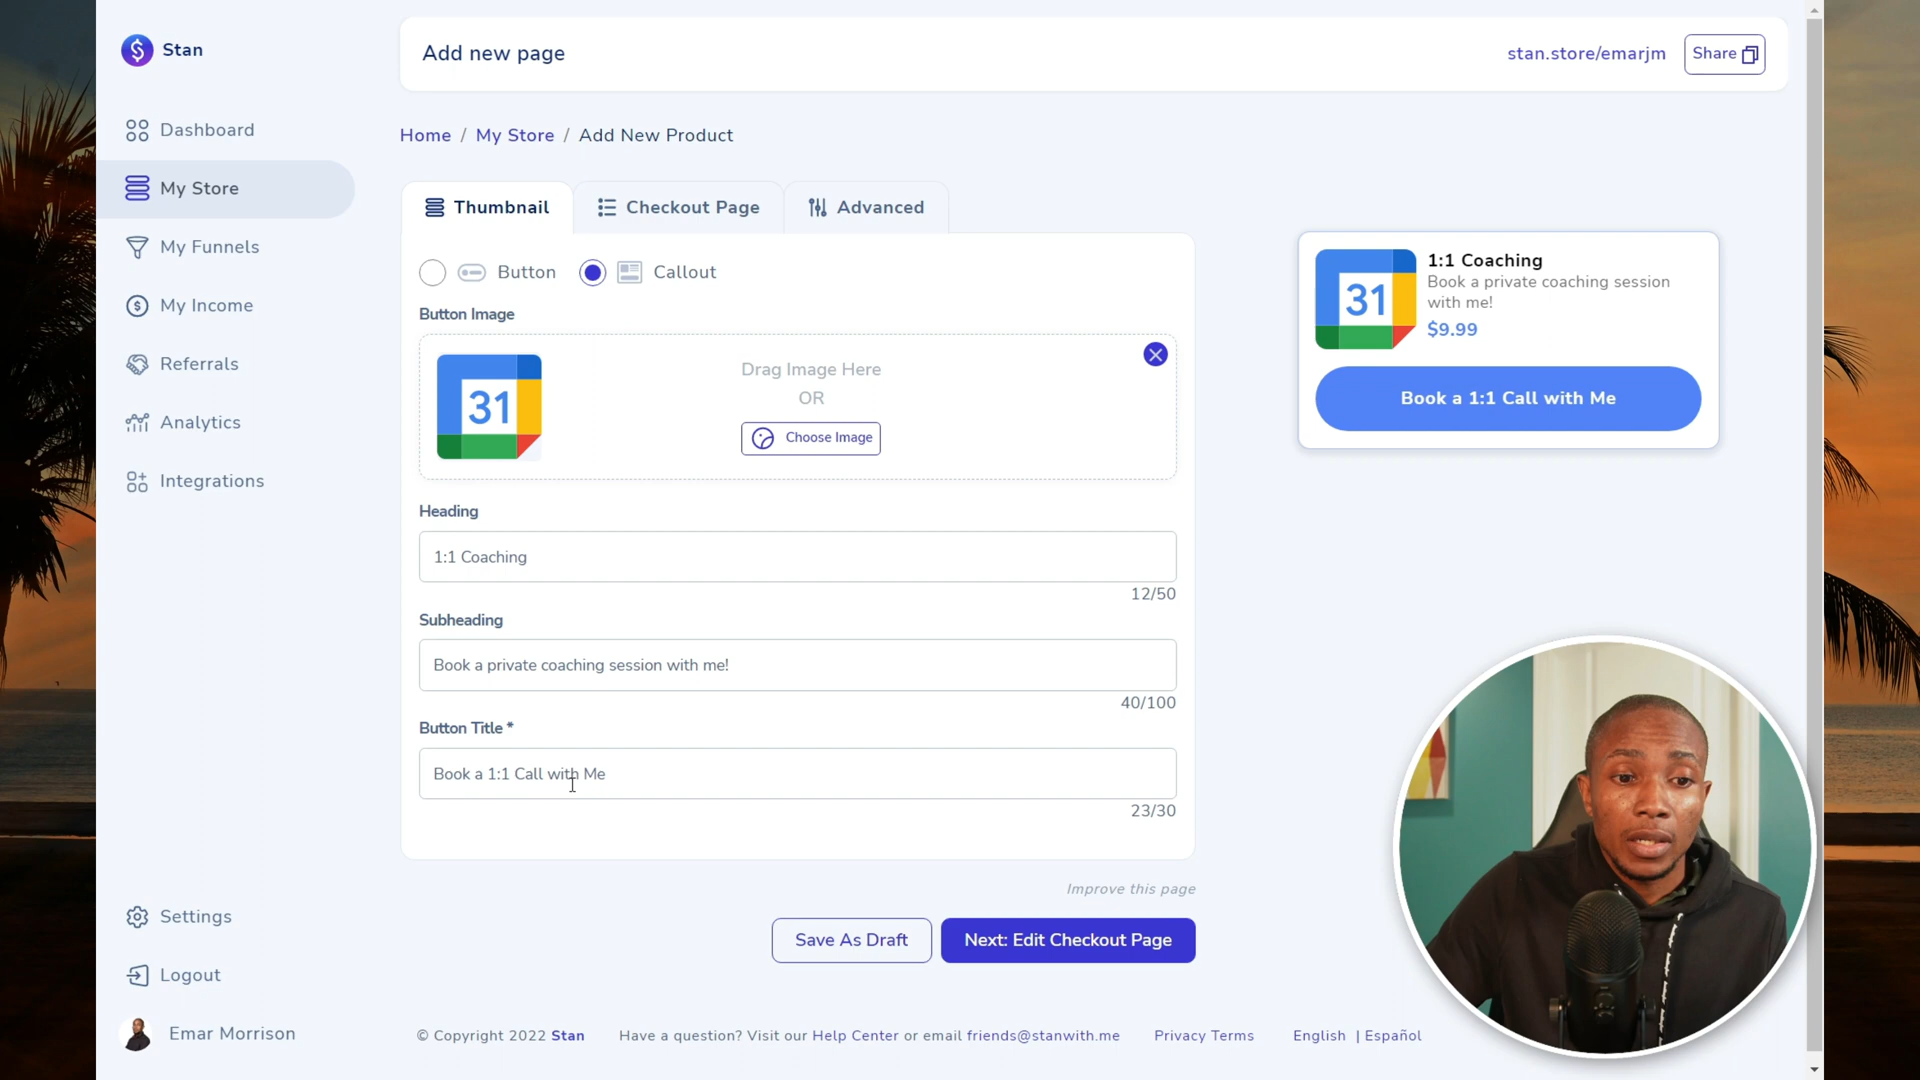 Stan
Add new page
stan.store/emarjm
Share
Dashboard
My Store
My Funnels
My Income
Referrals
Analytics
Integrations
Home / My Store / Add New Product
Thumbnail
Checkout Page
Advanced
Button
Callout
Button Image
31
Drag Image Here
OR
Choose Image
Heading
1:1 Coaching
12/50
Subheading
Book a private coaching session with me!
40/100
Button Title *
Book a 1:1 Call with Me
23/30
31
1:1 Coaching
Book a private coaching session
with me!
$9.99
Book a 1:1 Call with Me
Improve this page
Save As Draft
Next: Edit Checkout Page
Settings
Logout
Emar Morrison
© Copyright 2022 Stan
Have a question? Visit our Help Center or email friends@stanwith.me
Privacy Terms
English | Español